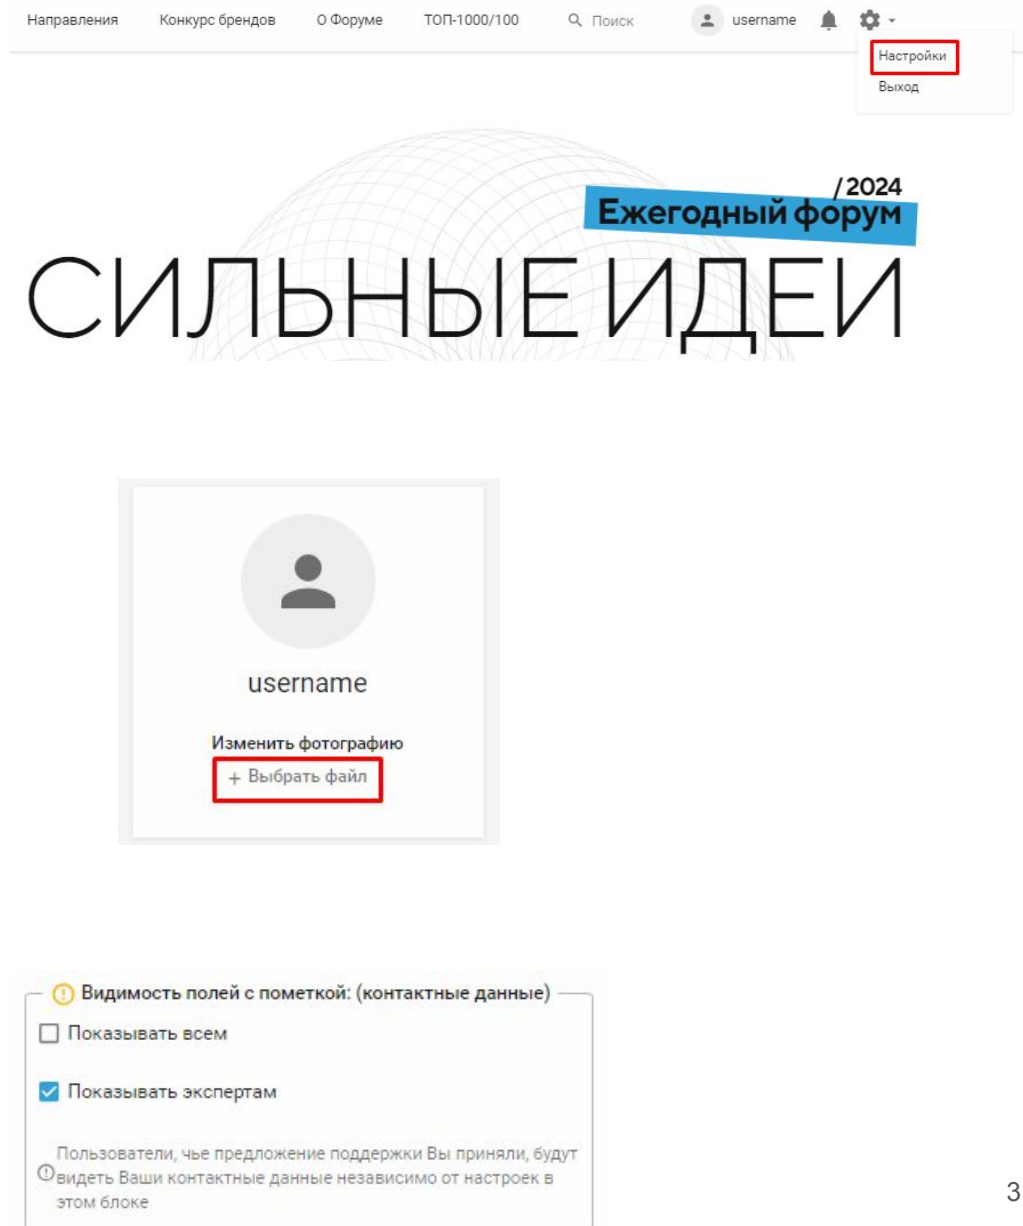 Направления Конкурс брендов О Форуме ТОП-1000/100 Поиск username
Настройки
Выход
/2024
Ежегодный форум
СИЛЬНЫЕ ИДЕИ
username
Изменить фотографию
+ Выбрать файл
Видимость полей с пометкой: (контактные данные)
Показывать всем
Показывать экспертам
Пользователи, чье предложение поддержки Вы приняли, будут
видеть Ваши контактные данные независимо от настроек в
этом блоке
3